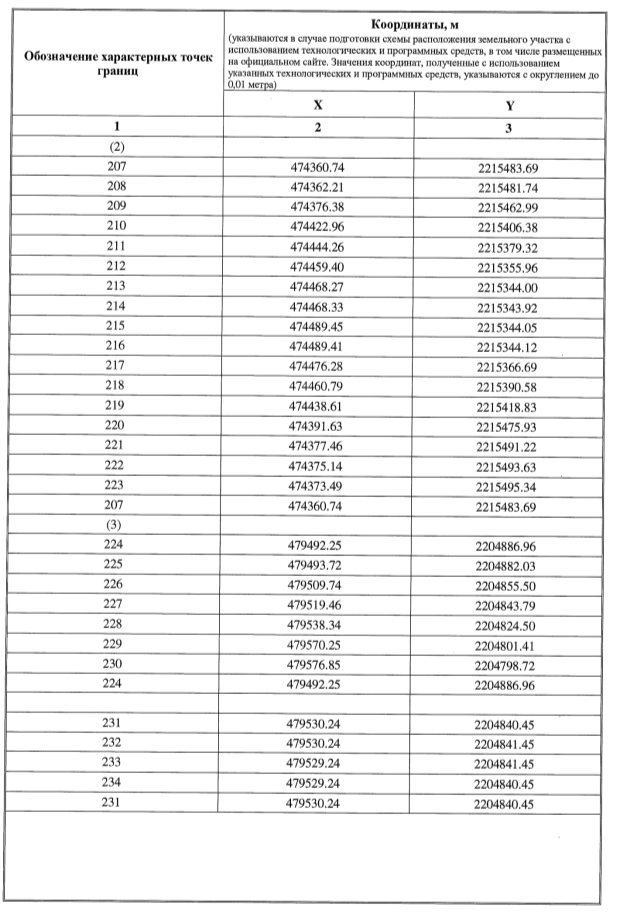 Обозначение характерных точек
границ
Координаты, м
(указываются в случае подготовки схемы расположения земельного участка с
использованием технологических и программных средств, в том числе размещенных
на официальном сайте. Значения координат, полученные с использованием
указанных технологических и программных средств, указываются с округлением до
0,01 метра)
X Y
1 2 3
(2)
207 474360.74 2215483.69
208 474362.21 2215481.74
209 474376.38 2215462.99
210 474422.96 2215406.38
211 474444.26 2215379.32
212 474459.40 2215355.96
213 474468.27 2215344.00
214 474468.33 2215343.92
215 474489.45 2215344.05
216 474489.41 2215344.12
217 474476.28 2215366.69
218 474460.79 2215390.58
219 474438.61 2215418.83
220 474391.63 2215475.93
221 474377.46 2215491.22
222 474375.14 2215493.63
223 474373.49 2215495.34
207 474360.74 2215483.69
(3)
224 479492.25 2204886.96
225 479493.72 2204882.03
226 479509.74 2204855.50
227 479519.46 2204843.79
228 479538.34 2204824.50
229 479570.25 2204801.41
230 479576.85 2204798.72
224 479492.25 2204886.96
231 479530.24 2204840.45
232 479530.24 2204841.45
233 479529.24 2204841.45
234 479529.24 2204840.45
231 479530.24 2204840.45